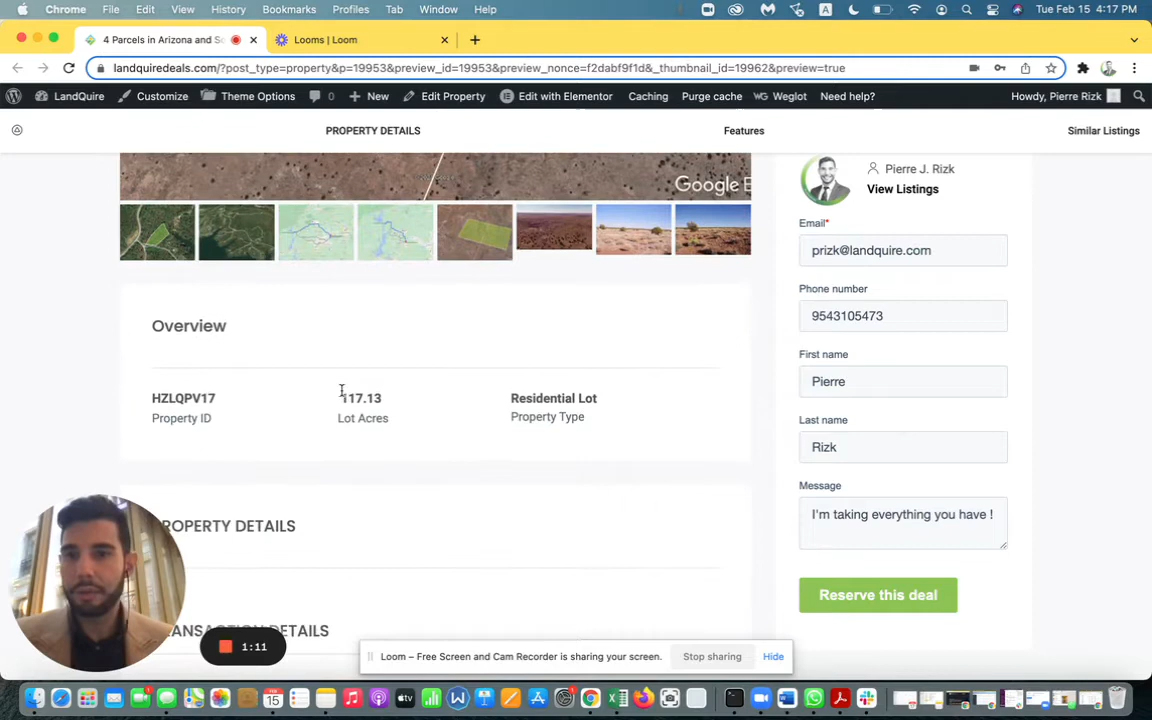 Chrome File Edit View History Bookmarks Profiles Tab Window Help Tue Feb 15 4:17 PM
4 Parcels in Arizona and So Looms | Loom
landquiredeals.com/?post_type=property&p=19953&preview_id=19953&preview_nonce=f2dabf9f1d&_thumbnail_id=19962&preview=true
LandQuire Customize Theme Options 0 New Edit Property Edit with Elementor Caching Purge cache Weglot Need help? Howdy, Pierre Rizk
PROPERTY DETAILS Features Similar Listings
Google E
Pierre J. Rizk
View Listings
Email*
prizk@landquire.com
Phone number
9543105473
First name
Pierre
Last name
Rizk
Message
I'm taking everything you have !
Reserve this deal
Overview
HZLQPV17 117.13 Residential Lot
Property ID Lot Acres Property Type
ROPERTY DETAILS
ANSACTION DETAILS
1:11
Loom – Free Screen and Cam Recorder is sharing your screen. Stop sharing Hide